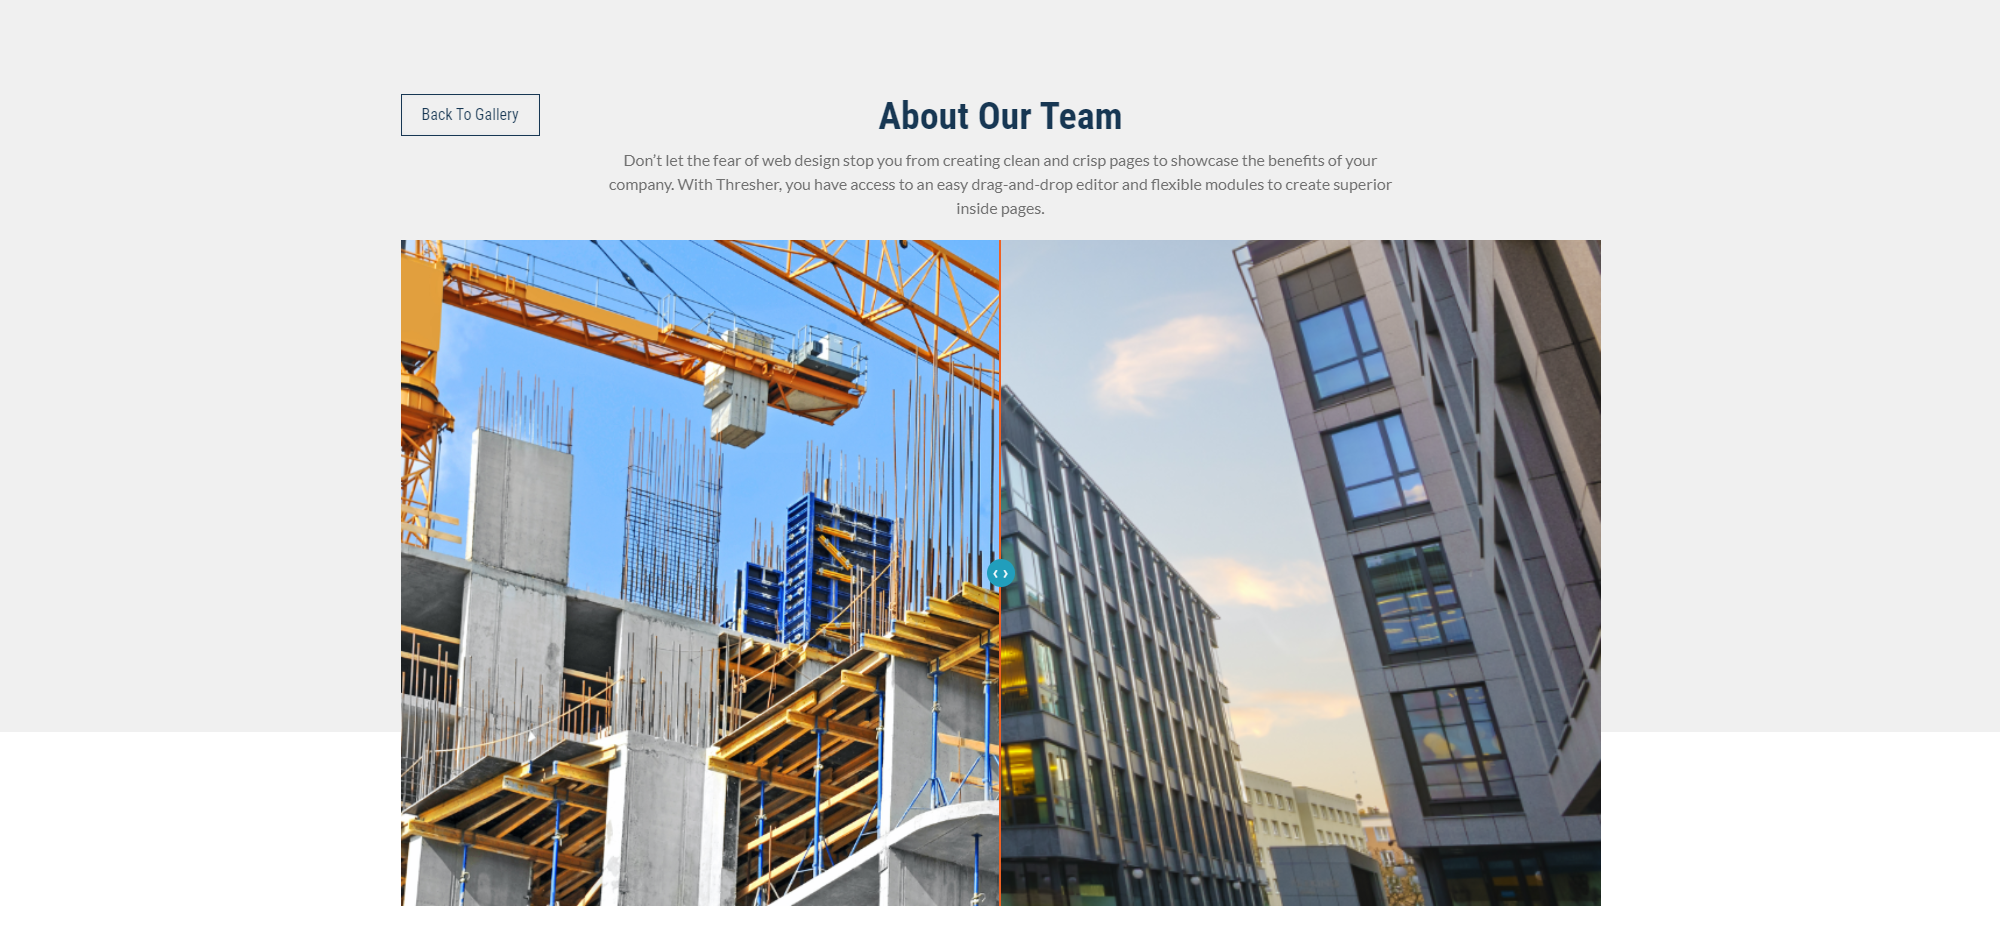 Back To Gallery
About Our Team
Don't let the fear of web design stop you from creating clean and crisp pages to showcase the benefits of your
company. With Thresher, you have access to an easy drag-and-drop editor and flexible modules to create superior
inside pages.